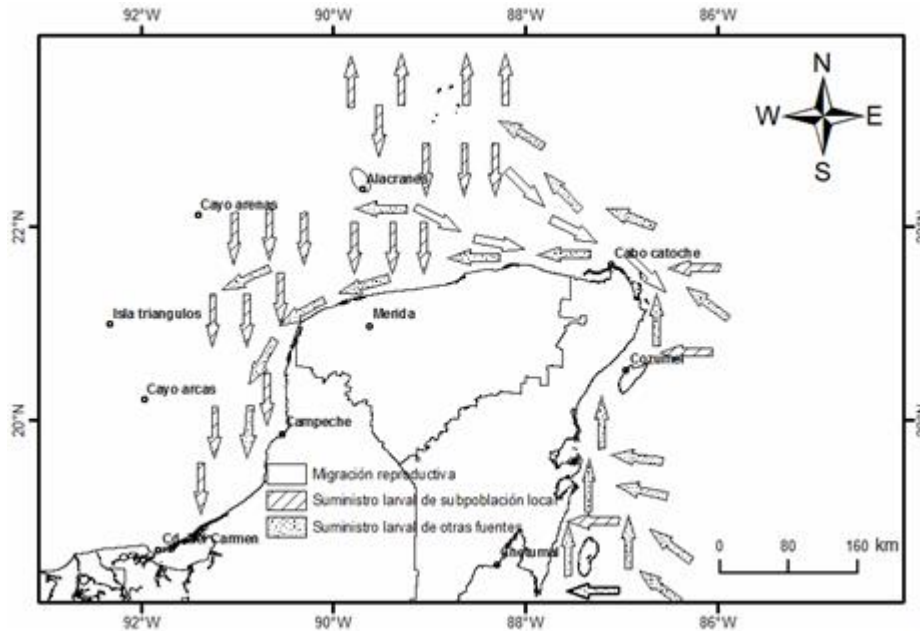 92°W 90°W 88°W 86°W
N
W E
S
Alacranes
Cayo arenas
22°N
Cabo catoche
Isla triangulos
Merida
Cozumel
Cayo arcas
20°N 20°N
Campeche
Migración reproductiva
Suministro larval de subpoblación local
Suministro larval de otras fuentes
Carmen
Chetumal
0 80 160 km
92°W 90°W 88°W 86°W